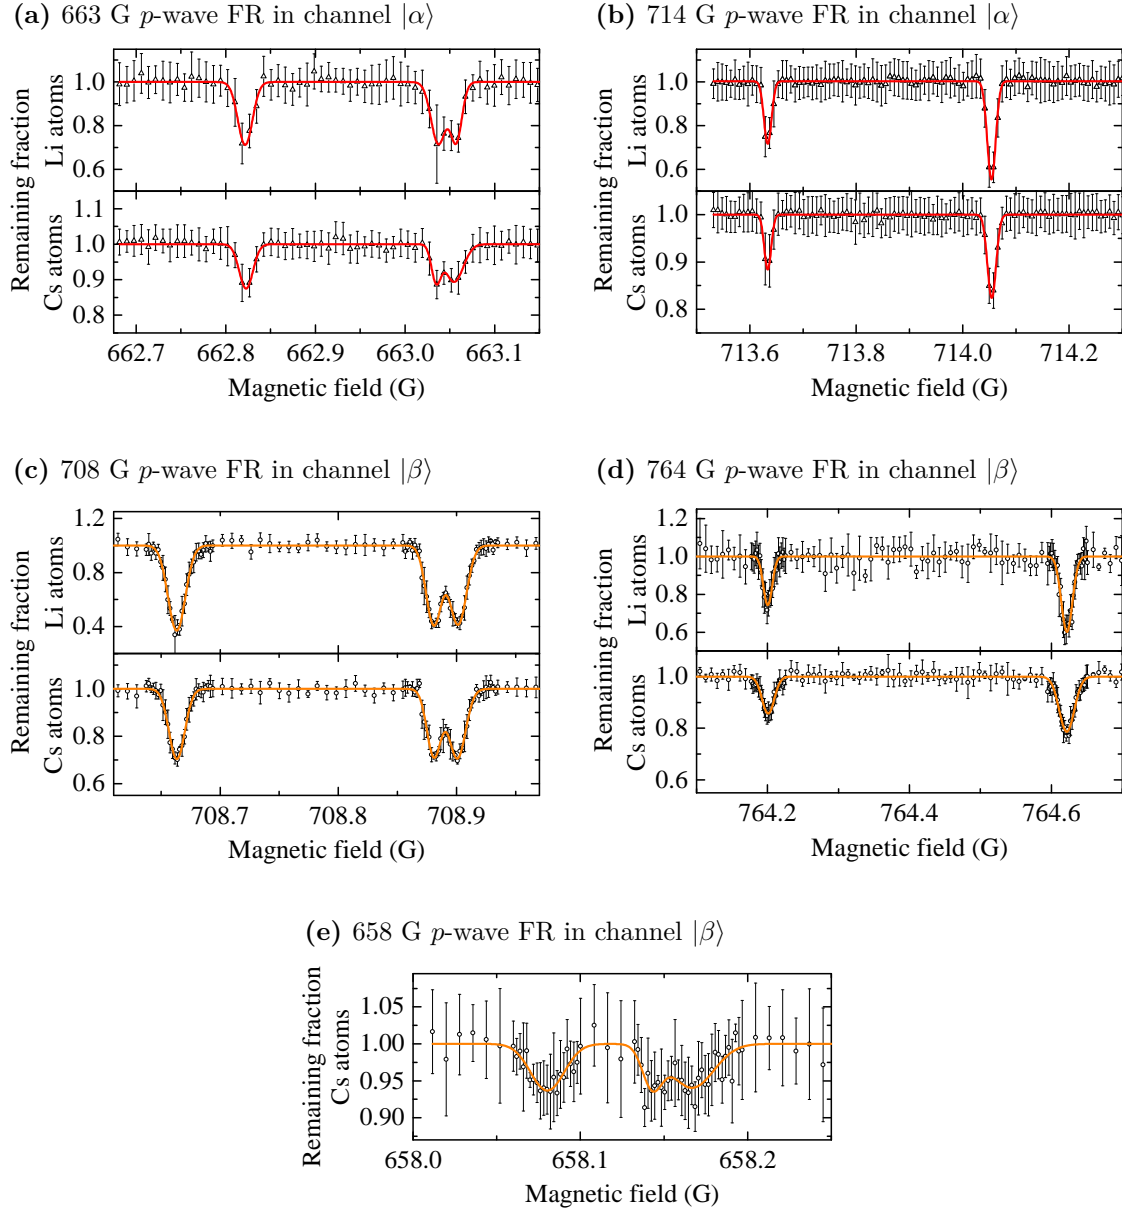 (a) 663 G p-wave FR in channel |α⟩
Remaining fraction
Li atoms
Cs atoms
1.0
0.8
0.6
1.1
1.0
0.9
0.8
662.7 662.8 662.9 663.0 663.1
Magnetic field (G)
(b) 714 G p-wave FR in channel |α⟩
Remaining fraction
Li atoms
Cs atoms
1.0
0.8
0.6
1.0
0.8
713.6 713.8 714.0 714.2
Magnetic field (G)
(c) 708 G p-wave FR in channel |β⟩
Remaining fraction
Li atoms
Cs atoms
1.2
0.8
0.4
1.0
0.8
0.6
708.7 708.8 708.9
Magnetic field (G)
(d) 764 G p-wave FR in channel |β⟩
Remaining fraction
Li atoms
Cs atoms
1.2
1.0
0.8
0.6
1.0
0.8
0.6
764.2 764.4 764.6
Magnetic field (G)
(e) 658 G p-wave FR in channel |β⟩
Remaining fraction
Cs atoms
1.05
1.00
0.95
0.90
658.0 658.1 658.2
Magnetic field (G)